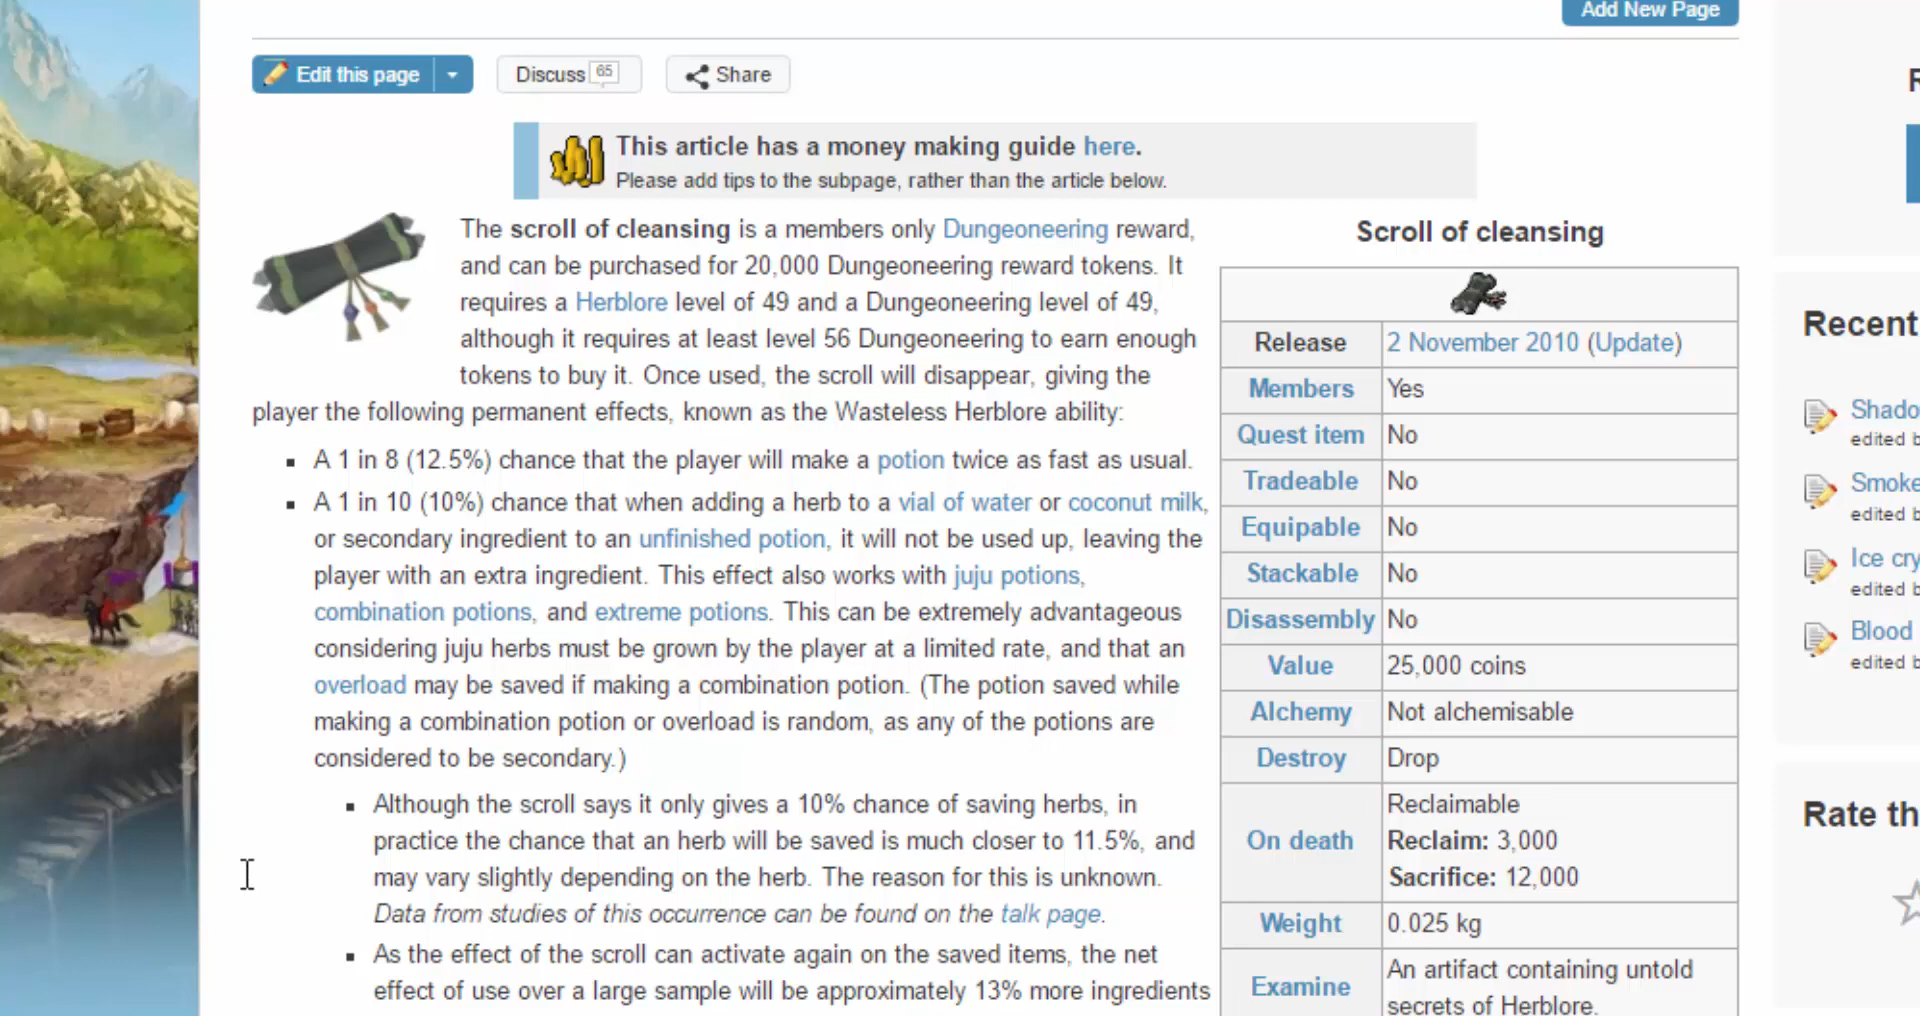 Add New Page
Edit this page
Discuss 65
Share
This article has a money making guide here.
Please add tips to the subpage, rather than the article below.
The scroll of cleansing is a members only Dungeoneering reward,
and can be purchased for 20,000 Dungeoneering reward tokens. It
requires a Herblore level of 49 and a Dungeoneering level of 49,
although it requires at least level 56 Dungeoneering to earn enough
tokens to buy it. Once used, the scroll will disappear, giving the
player the following permanent effects, known as the Wasteless Herblore ability:
A 1 in 8 (12.5%) chance that the player will make a potion twice as fast as usual.
A 1 in 10 (10%) chance that when adding a herb to a vial of water or coconut milk,
or secondary ingredient to an unfinished potion, it will not be used up, leaving the
player with an extra ingredient. This effect also works with juju potions,
combination potions, and extreme potions. This can be extremely advantageous
considering juju herbs must be grown by the player at a limited rate, and that an
overload may be saved if making a combination potion. (The potion saved while
making a combination potion or overload is random, as any of the potions are
considered to be secondary.)
Although the scroll says it only gives a 10% chance of saving herbs, in
practice the chance that an herb will be saved is much closer to 11.5%, and
may vary slightly depending on the herb. The reason for this is unknown.
Data from studies of this occurrence can be found on the talk page.
As the effect of the scroll can activate again on the saved items, the net
effect of use over a large sample will be approximately 13% more ingredients
Scroll of cleansing
Release 2 November 2010 (Update)
Members Yes
Quest item No
Tradeable No
Equipable No
Stackable No
Disassembly No
Value 25,000 coins
Alchemy Not alchemisable
Destroy Drop
On death Reclaimable
Reclaim: 3,000
Sacrifice: 12,000
Weight 0.025 kg
Examine An artifact containing untold
secrets of Herblore.
R
Recent
Shado
edited b
Smoke
edited b
Ice cry
edited b
Blood
edited b
Rate th